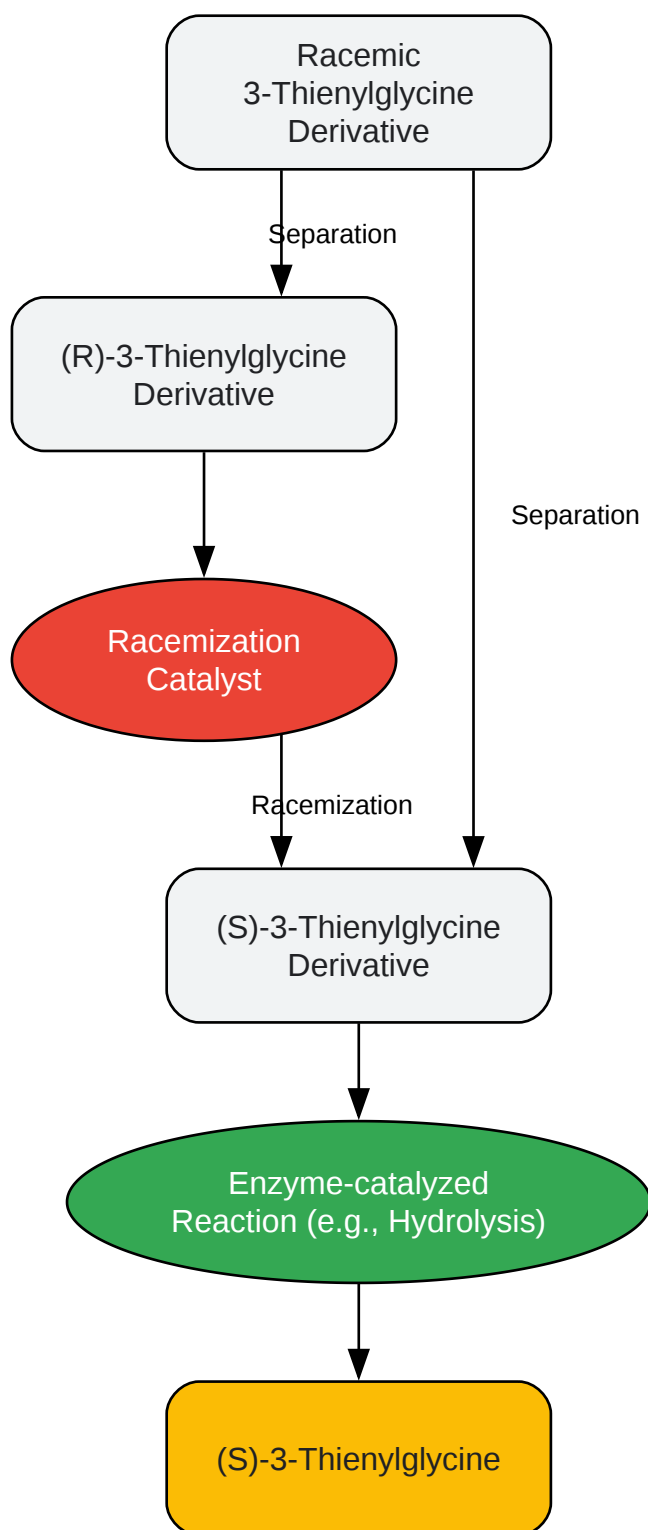 Racemic
3-Thienylglycine
Derivative
Separation
(R)-3-Thienylglycine
Derivative
Separation
Racemization
Catalyst
Racemization
(S)-3-Thienylglycine
Derivative
Enzyme-catalyzed
Reaction (e.g., Hydrolysis)
(S)-3-Thienylglycine